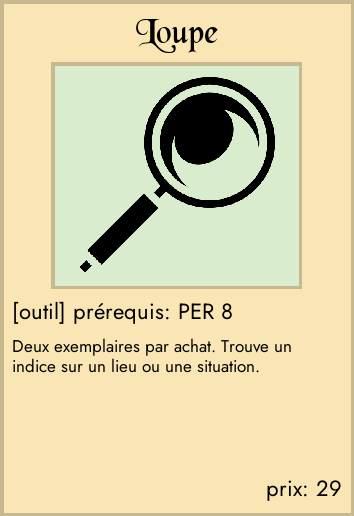 Loupe
[outil] prérequis: PER 8
Deux exemplaires par achat. Trouve un
indice sur un lieu ou une situation.
prix: 29